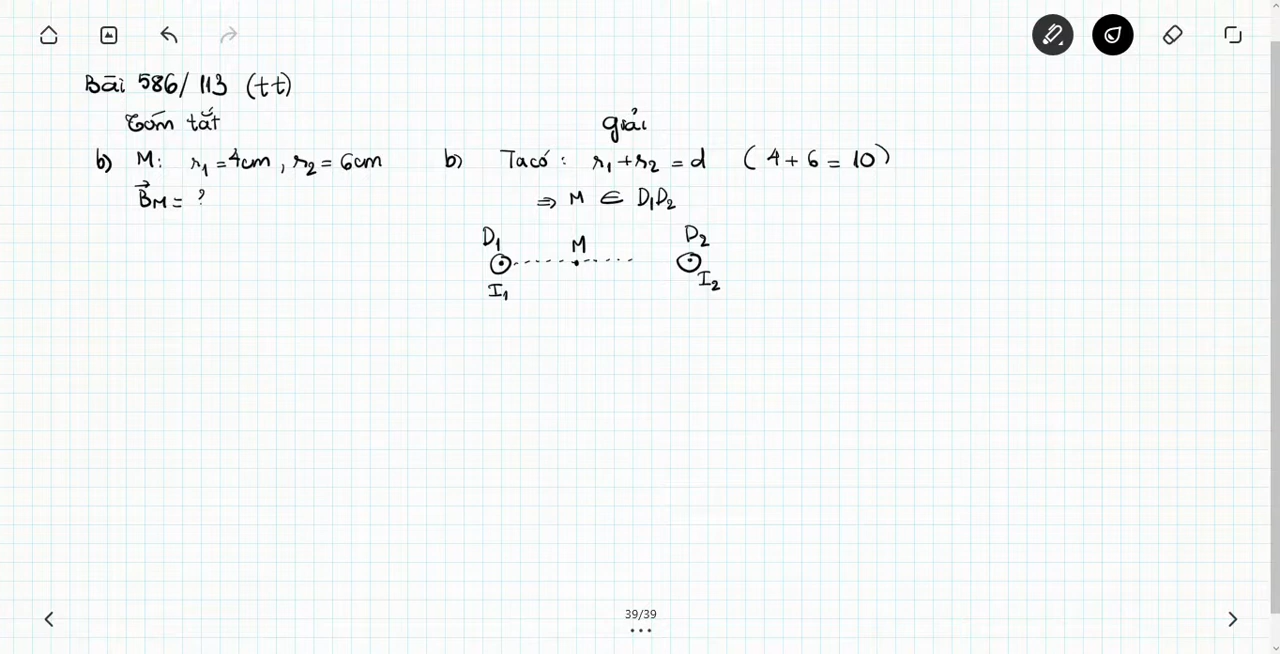 Bài 586/ 113 (tt)
Tóm tắt
giải
b) M: r₁ = 4cm, r₂ = 6cm
b) Ta có: r₁ + r₂ = d (4 + 6 = 10)
B⃗M = ?
⇒ M ∈ D₁D₂
D₁ M D₂
I₁ I₂
39/39